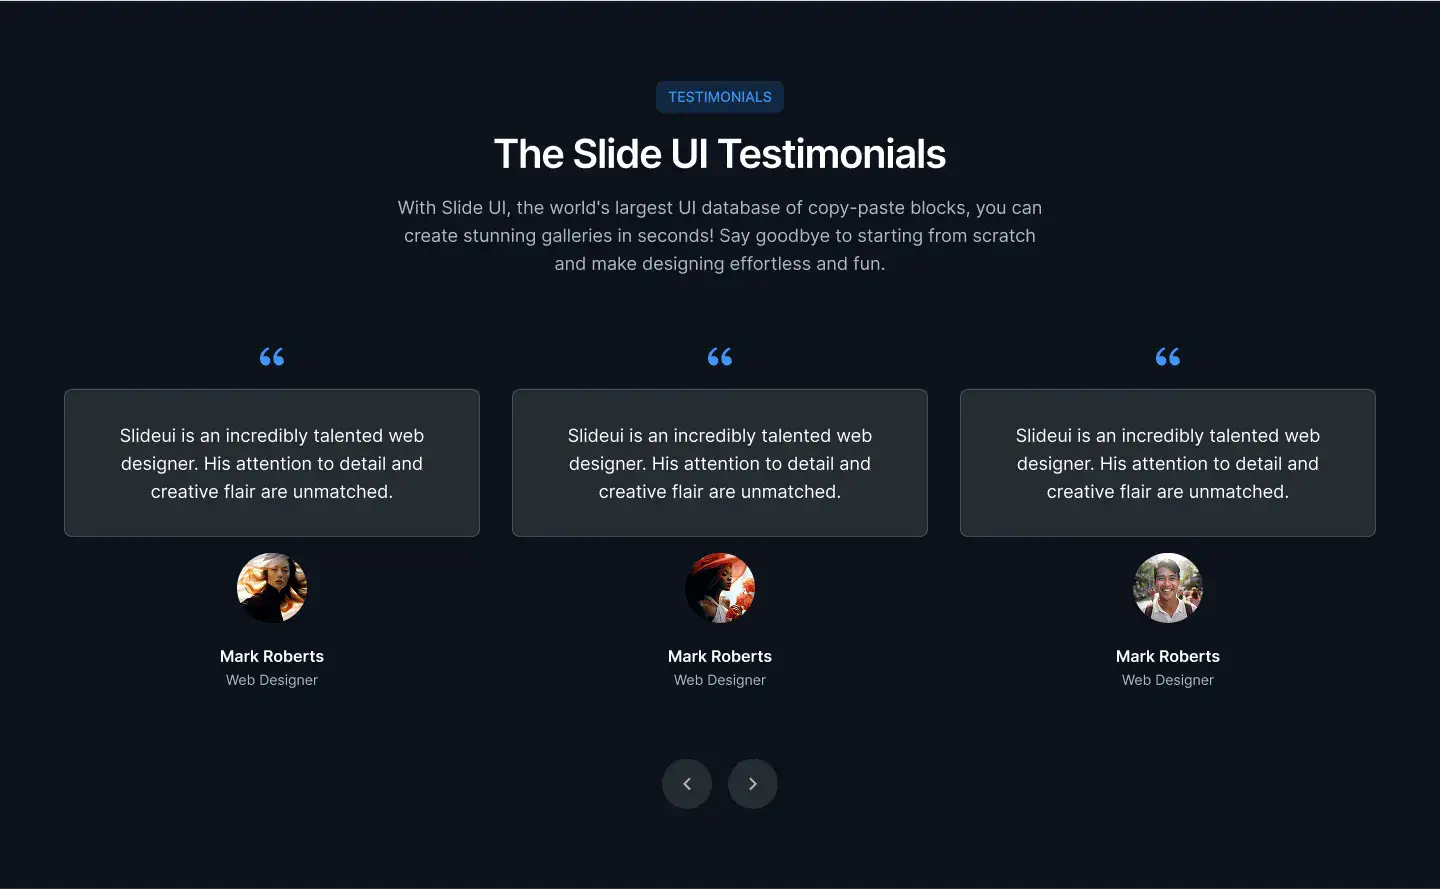 TESTIMONIALS
The Slide UI Testimonials
With Slide UI, the world's largest UI database of copy-paste blocks, you can
create stunning galleries in seconds! Say goodbye to starting from scratch
and make designing effortless and fun.
“
Slideui is an incredibly talented web
designer. His attention to detail and
creative flair are unmatched.
Mark Roberts
Web Designer
“
Slideui is an incredibly talented web
designer. His attention to detail and
creative flair are unmatched.
Mark Roberts
Web Designer
“
Slideui is an incredibly talented web
designer. His attention to detail and
creative flair are unmatched.
Mark Roberts
Web Designer